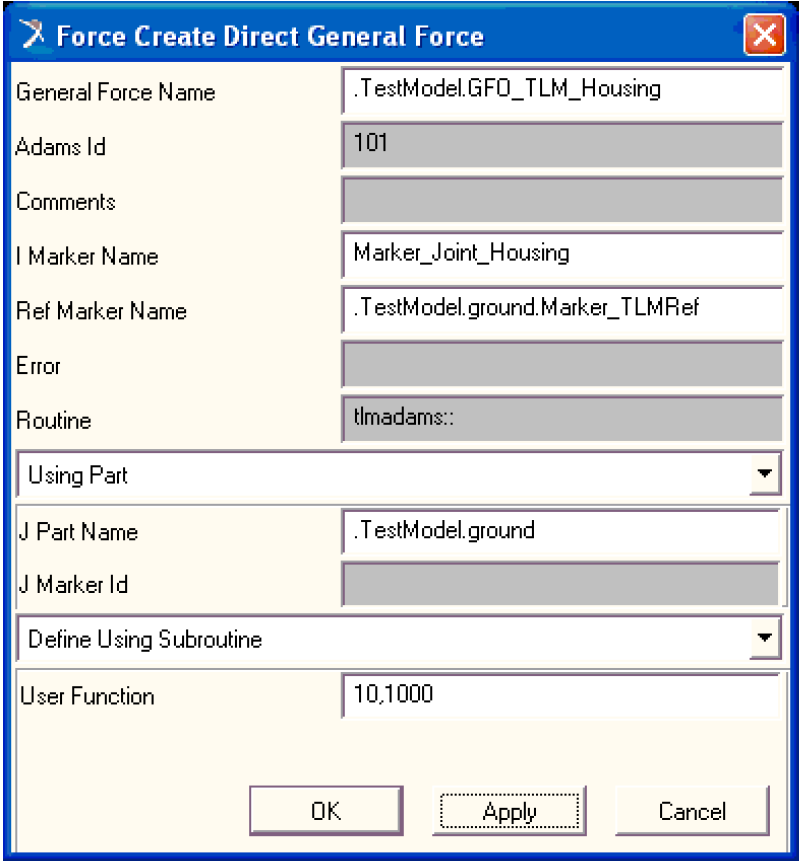 Force Create Direct General Force
General Force Name .TestModel.GFO_TLM_Housing
Adams Id 101
Comments
I Marker Name Marker_Joint_Housing
Ref Marker Name .TestModel.ground.Marker_TLMRef
Error
Routine tlmadams::
Using Part
J Part Name .TestModel.ground
J Marker Id
Define Using Subroutine
User Function 10,1000
OK Apply Cancel